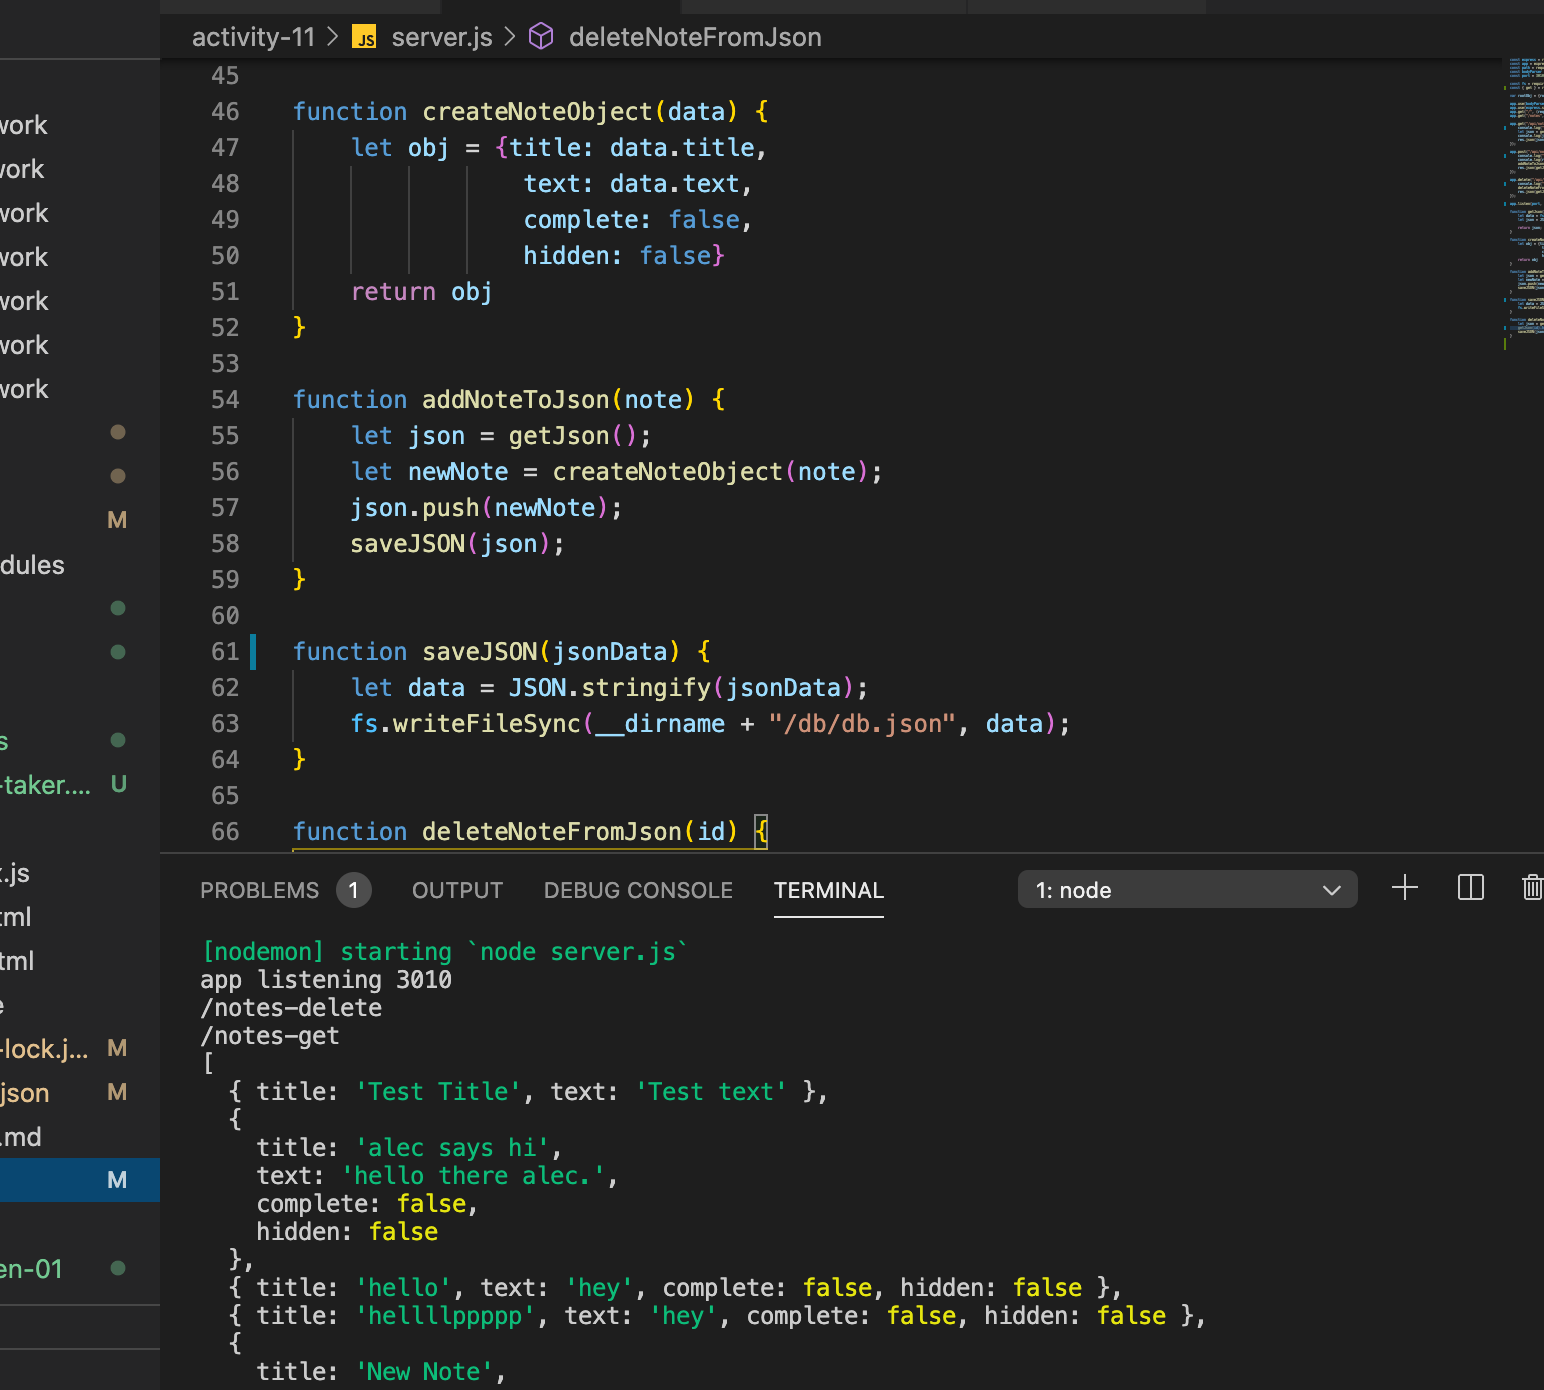 activity-11 > JS server.js > deleteNoteFromJson
work
work
work
work
work
work
work
M
dules
s
-taker.... U
.js
tml
tml
e
-lock.j... M
json M
.md
M
en-01
45
46 function createNoteObject(data) {
47 let obj = {title: data.title,
48 text: data.text,
49 complete: false,
50 hidden: false}
51 return obj
52 }
53
54 function addNoteToJson(note) {
55 let json = getJson();
56 let newNote = createNoteObject(note);
57 json.push(newNote);
58 saveJSON(json);
59 }
60
61 function saveJSON(jsonData) {
62 let data = JSON.stringify(jsonData);
63 fs.writeFileSync(__dirname + "/db/db.json", data);
64 }
65
66 function deleteNoteFromJson(id) {
PROBLEMS 1 OUTPUT DEBUG CONSOLE TERMINAL 1: node
[nodemon] starting `node server.js`
app listening 3010
/notes-delete
/notes-get
[
{ title: 'Test Title', text: 'Test text' },
{
title: 'alec says hi',
text: 'hello there alec.',
complete: false,
hidden: false
},
{ title: 'hello', text: 'hey', complete: false, hidden: false },
{ title: 'hellllppppp', text: 'hey', complete: false, hidden: false },
{
title: 'New Note',